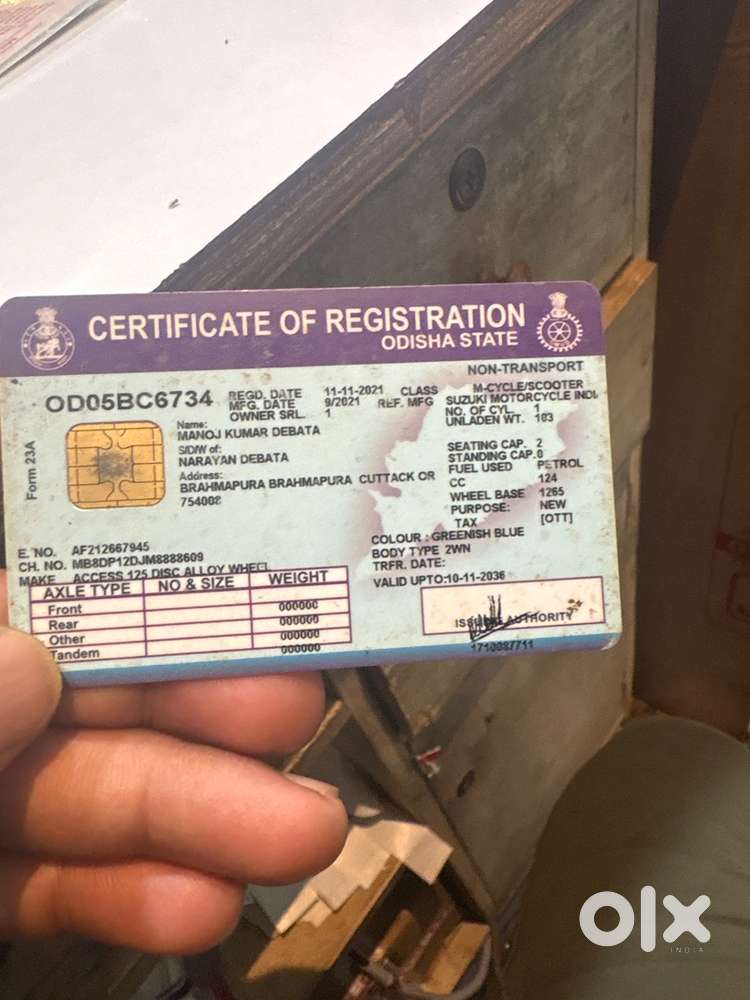 CERTIFICATE OF REGISTRATION
ODISHA STATE
NON-TRANSPORT
OD05BC6734
REGD. DATE 11-11-2021 CLASS M-CYCLE/SCOOTER
MFG. DATE 9/2021 REF. MFG SUZUKI MOTORCYCLE INDI
OWNER SRL. 1 NO. OF CYL. 1
UNLADEN WT. 103
Form 23A
Name:
MANOJ KUMAR DEBATA
S/D/W of:
NARAYAN DEBATA
Address:
BRAHMAPURA BRAHMAPURA CUTTACK OR
754008
SEATING CAP. 2
STANDING CAP.0
FUEL USED PETROL
CC 124
WHEEL BASE 1265
PURPOSE: NEW
TAX [OTT]
COLOUR : GREENISH BLUE
BODY TYPE 2WN
TRFR. DATE:
VALID UPTO:10-11-2036
E. NO. AF212667945
CH. NO. MB8DP12DJM8888609
MAKE ACCESS 125 DISC ALLOY WHEEL
AXLE TYPE NO & SIZE WEIGHT
Front 000000
Rear 000000
Other 000000
Tandem 000000
ISSUING AUTHORITY
1710087711
olx
INDIA